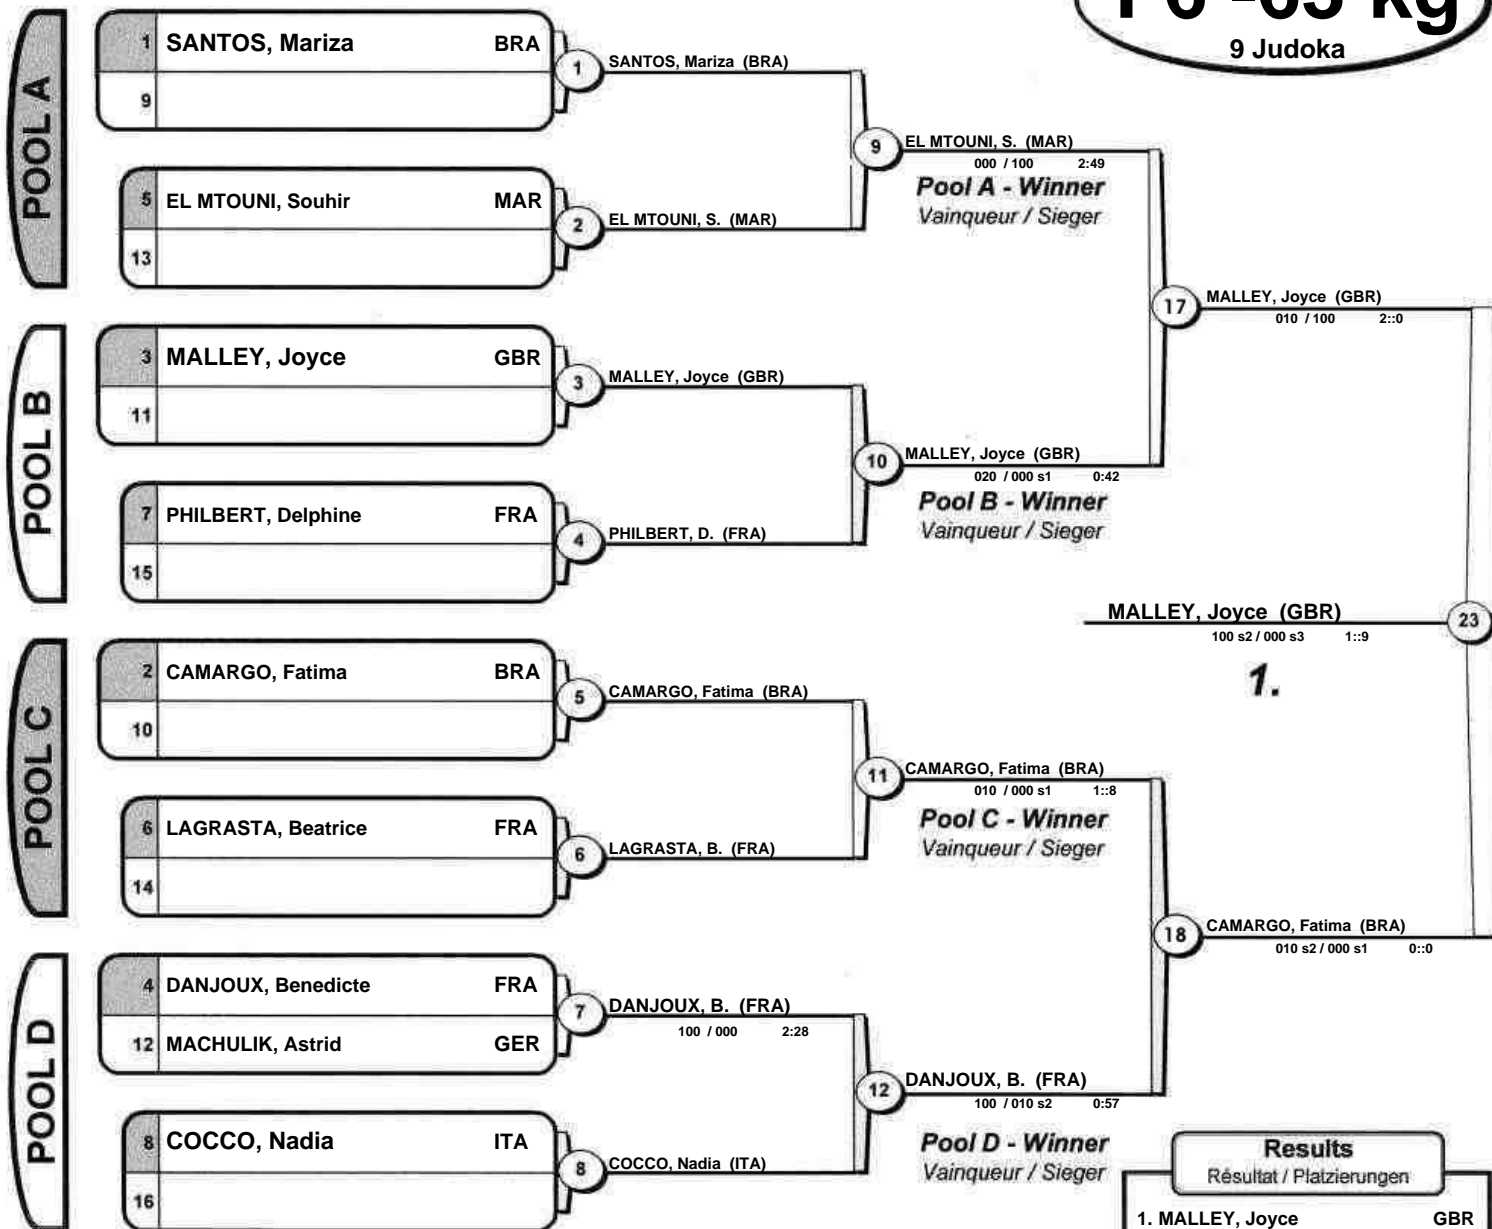 9 Judoka
POOL A
1 SANTOS, Mariza BRA
9
1
SANTOS, Mariza (BRA)
5 EL MTOUNI, Souhir MAR
13
2
EL MTOUNI, S. (MAR)
9
EL MTOUNI, S. (MAR)
000 / 100 2:49
Pool A - Winner
Vainqueur / Sieger
POOL B
3 MALLEY, Joyce GBR
11
3
MALLEY, Joyce (GBR)
7 PHILBERT, Delphine FRA
15
4
PHILBERT, D. (FRA)
10
MALLEY, Joyce (GBR)
020 / 000 s1 0:42
Pool B - Winner
Vainqueur / Sieger
17
MALLEY, Joyce (GBR)
010 / 100 2::0
MALLEY, Joyce (GBR)
23
100 s2 / 000 s3 1::9
1.
POOL C
2 CAMARGO, Fatima BRA
10
5
CAMARGO, Fatima (BRA)
6 LAGRASTA, Beatrice FRA
14
6
LAGRASTA, B. (FRA)
11
CAMARGO, Fatima (BRA)
010 / 000 s1 1::8
Pool C - Winner
Vainqueur / Sieger
POOL D
4 DANJOUX, Benedicte FRA
12 MACHULIK, Astrid GER
7
DANJOUX, B. (FRA)
100 / 000 2:28
8 COCCO, Nadia ITA
16
8
COCCO, Nadia (ITA)
12
DANJOUX, B. (FRA)
100 / 010 s2 0:57
Pool D - Winner
Vainqueur / Sieger
18
CAMARGO, Fatima (BRA)
010 s2 / 000 s1 0::0
Results
Résultat / Platzierungen
1. MALLEY, Joyce GBR